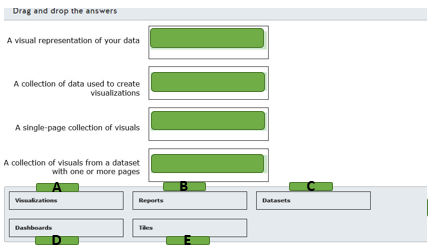 Drag and drop the answers
A visual representation of your data
A collection of data used to create
visualizations
A single-page collection of visuals
A collection of visuals from a dataset
with one or more pages
A B C
Visualizations Reports Datasets
Dashboards Tiles
D E